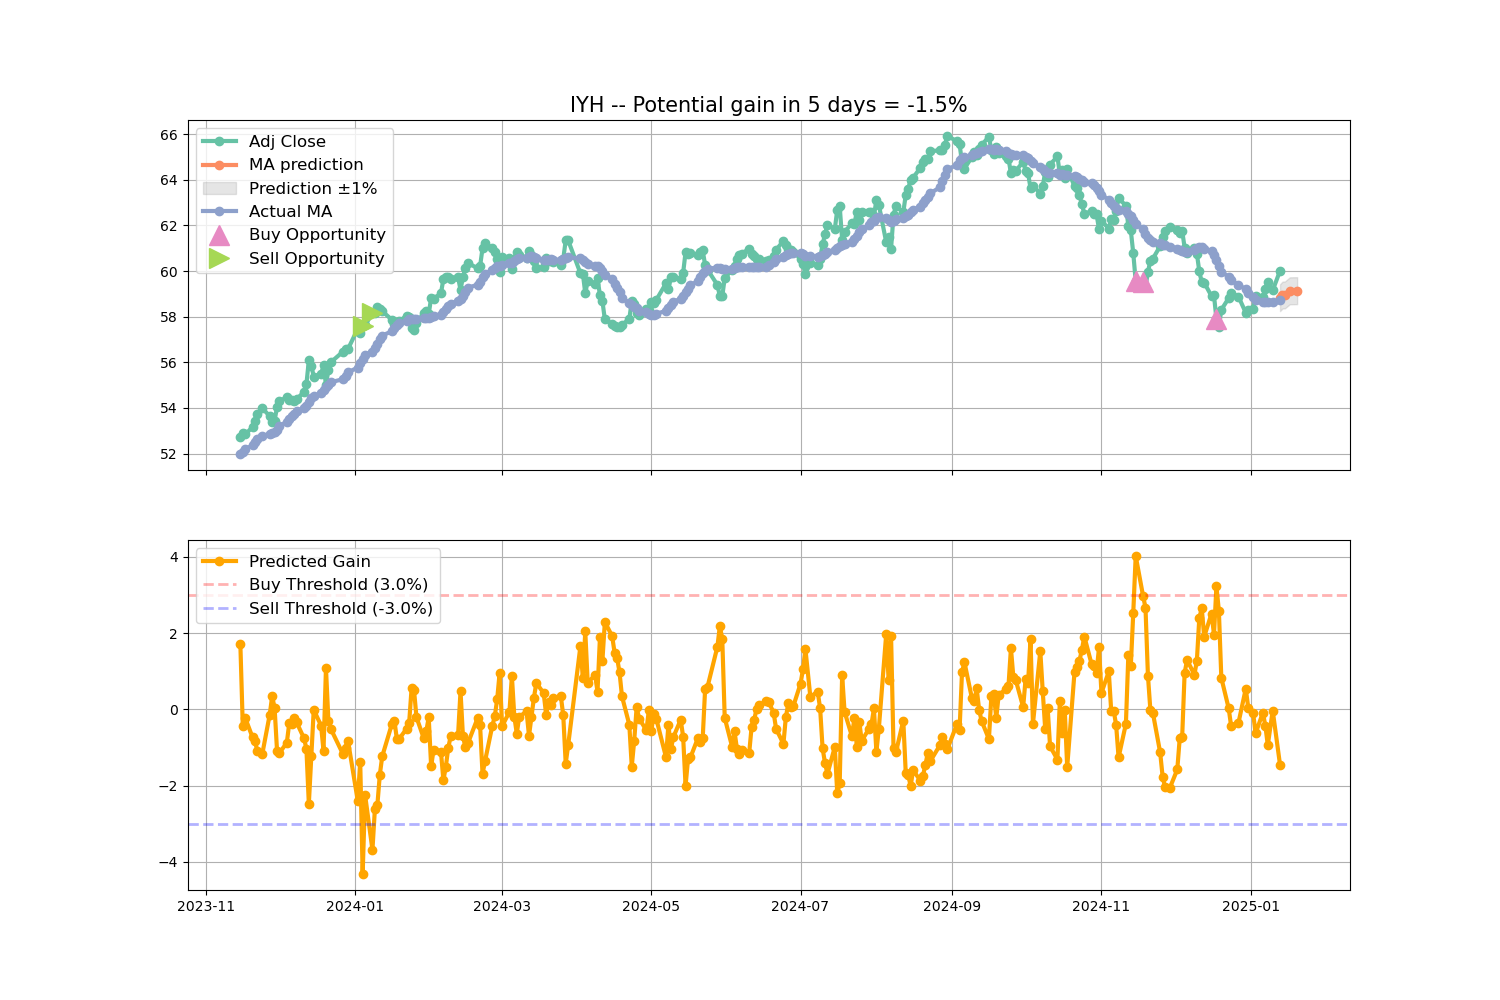 IYH -- Potential gain in 5 days = -1.5%
Adj Close
MA prediction
Prediction ±1%
Actual MA
Buy Opportunity
Sell Opportunity
66
64
62
60
58
56
54
52
Predicted Gain
Buy Threshold (3.0%)
Sell Threshold (-3.0%)
4
2
0
−2
−4
2023-11 2024-01 2024-03 2024-05 2024-07 2024-09 2024-11 2025-01